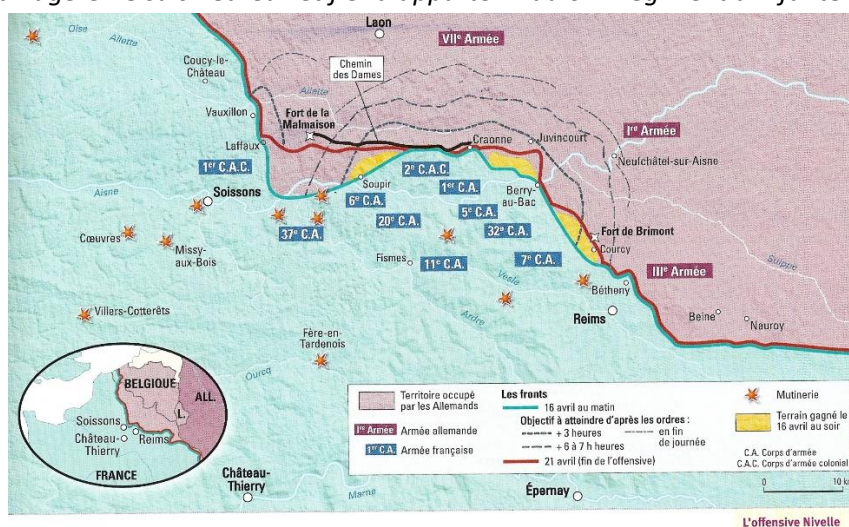 Oise
Ailette
Laon
VIIe Armée
Coucy-le-
Château
Chemin
des Dames
Ailette
Vauxillon
Fort de la
Malmaison
Juvincourt
Ire Armée
Laffaux
Craonne
Neufchâtel-sur-Aisne
1er C.A.C.
2e C.A.C.
Aisne
Soissons
Soupir
1er C.A.
Berry-
au-Bac
6e C.A.
5e C.A.
20e C.A.
32e C.A.
Fort de Brimont
Cœuvres
37e C.A.
Courcy
Suippe
Missy-
aux-Bois
Fismes
11e C.A.
7e C.A.
IIIe Armée
Vesle
Béthény
Villers-Cotterêts
Ardre
Reims
Beine
Nauroy
Fère-en-
Tardenois
Ourcq
BELGIQUE
ALL.
L.
Soissons
Château-
Thierry
Reims
FRANCE
Territoire occupé
par les Allemands
Ire Armée Armée allemande
1er C.A. Armée française
Les fronts
16 avril au matin
Objectif à atteindre d'après les ordres :
+ 3 heures
+ 6 à 7 h heures
en fin
de journée
21 avril (fin de l'offensive)
Mutinerie
Terrain gagné le
16 avril au soir
C.A. Corps d'armée
C.A.C. Corps d'armée colonial
0
Château-
Thierry
Marne
Épernay
L'offensive Nivelle